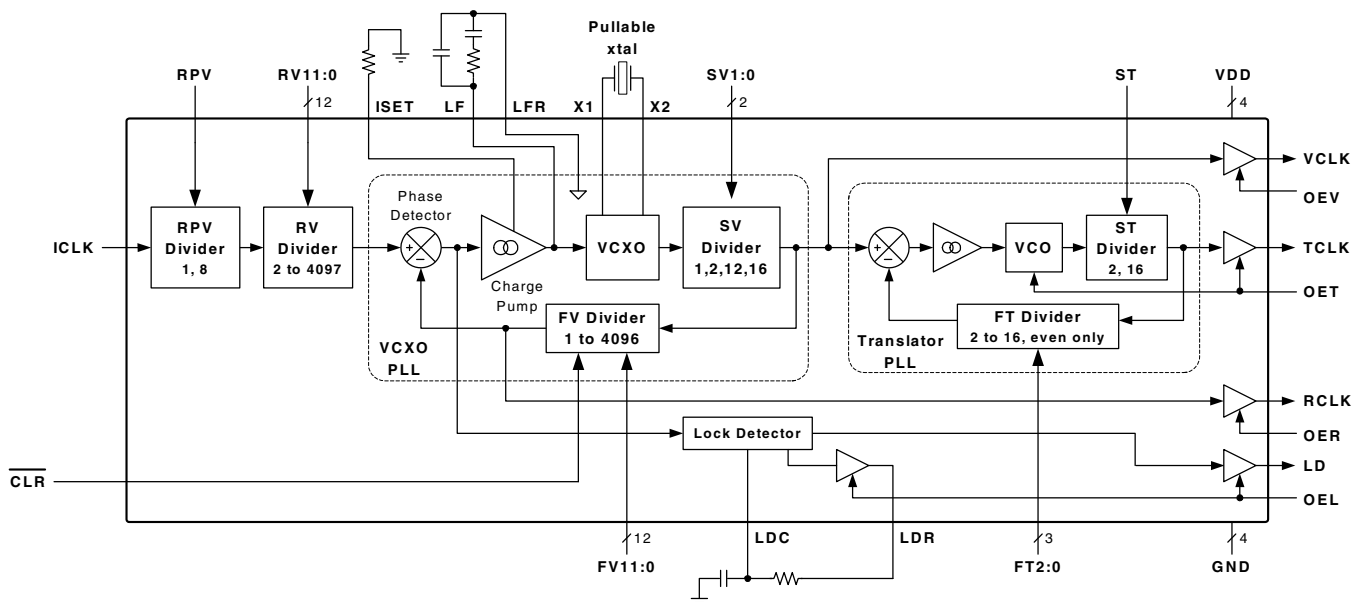 Pullable
xtal
RPV
RV11:0
12
ISET
LF
LFR
X1
X2
SV1:0
2
ST
VDD
4
VCLK
OEV
Phase
Detector
ICLK
RPV
Divider
1, 8
RV
Divider
2 to 4097
+
–
Charge
Pump
VCXO
SV
Divider
1,2,12,16
+
–
VCO
ST
Divider
2, 16
TCLK
OET
FV Divider
1 to 4096
VCXO
PLL
FT Divider
2 to 16, even only
Translator
PLL
RCLK
OER
Lock Detector
LD
OEL
CLR
12
FV11:0
LDC
LDR
3
FT2:0
4
GND